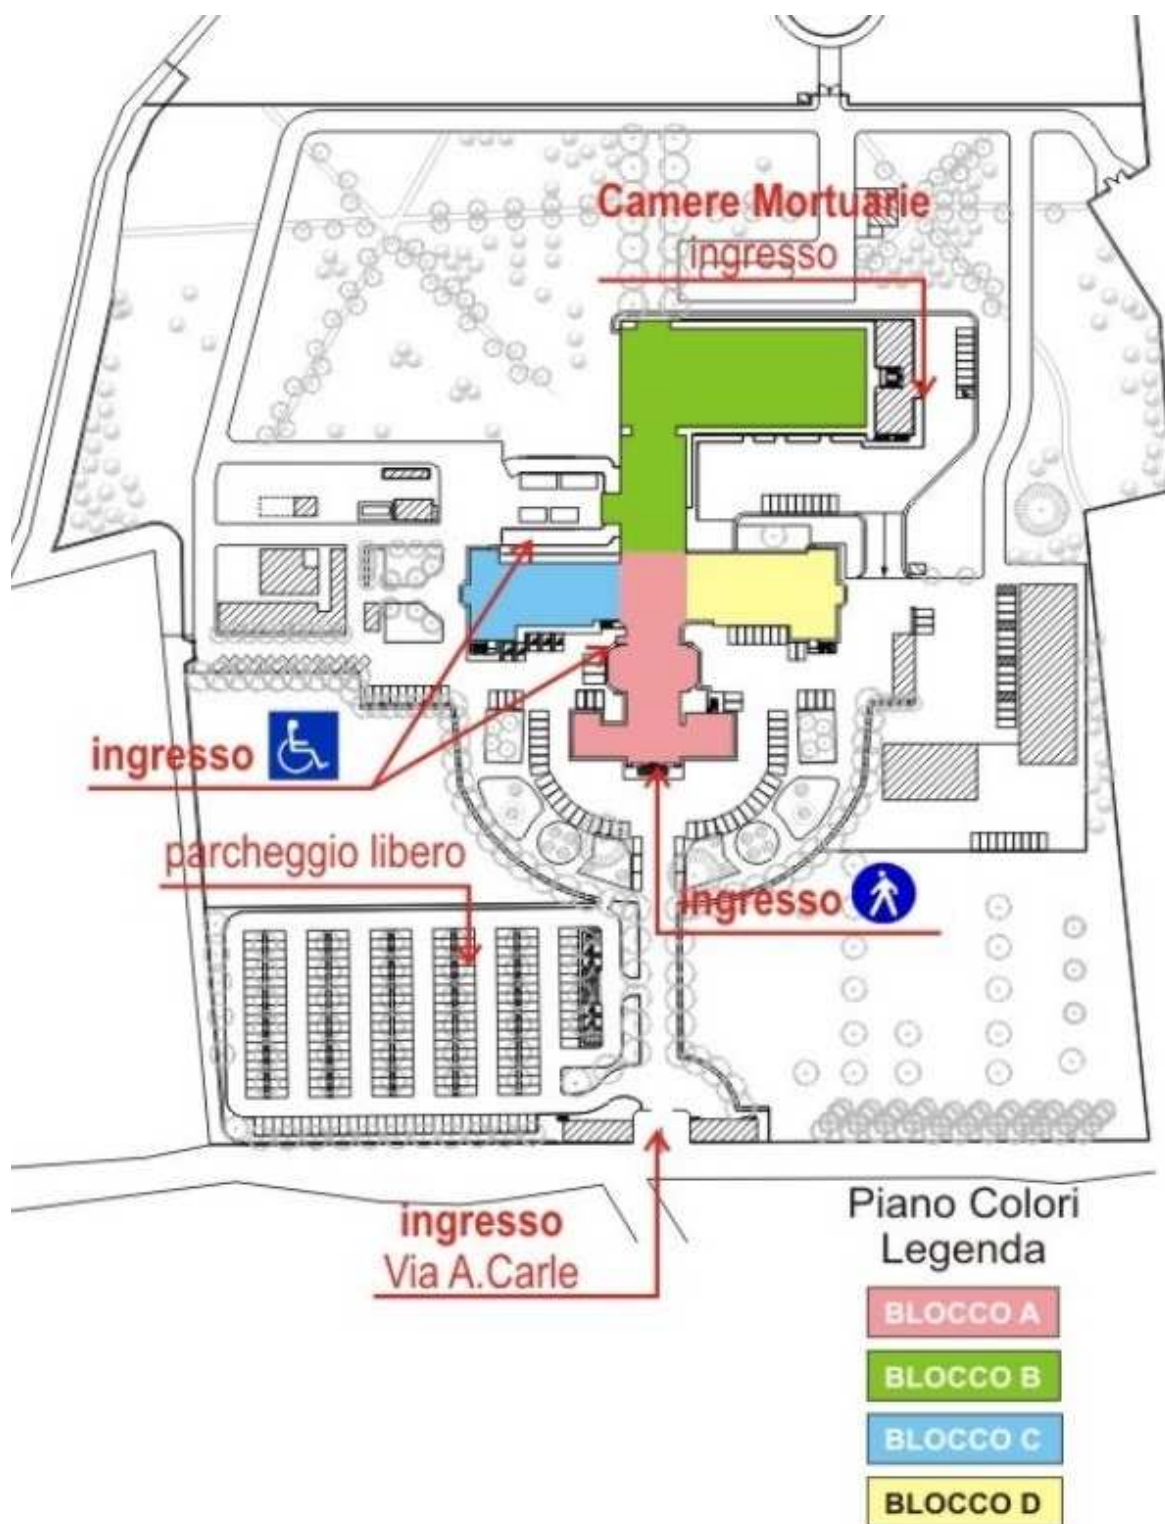 Camere Mortuarie
ingresso
ingresso
parcheggio libero
ingresso
ingresso
Via A.Carle
Piano Colori
Legenda
BLOCCO A
BLOCCO B
BLOCCO C
BLOCCO D